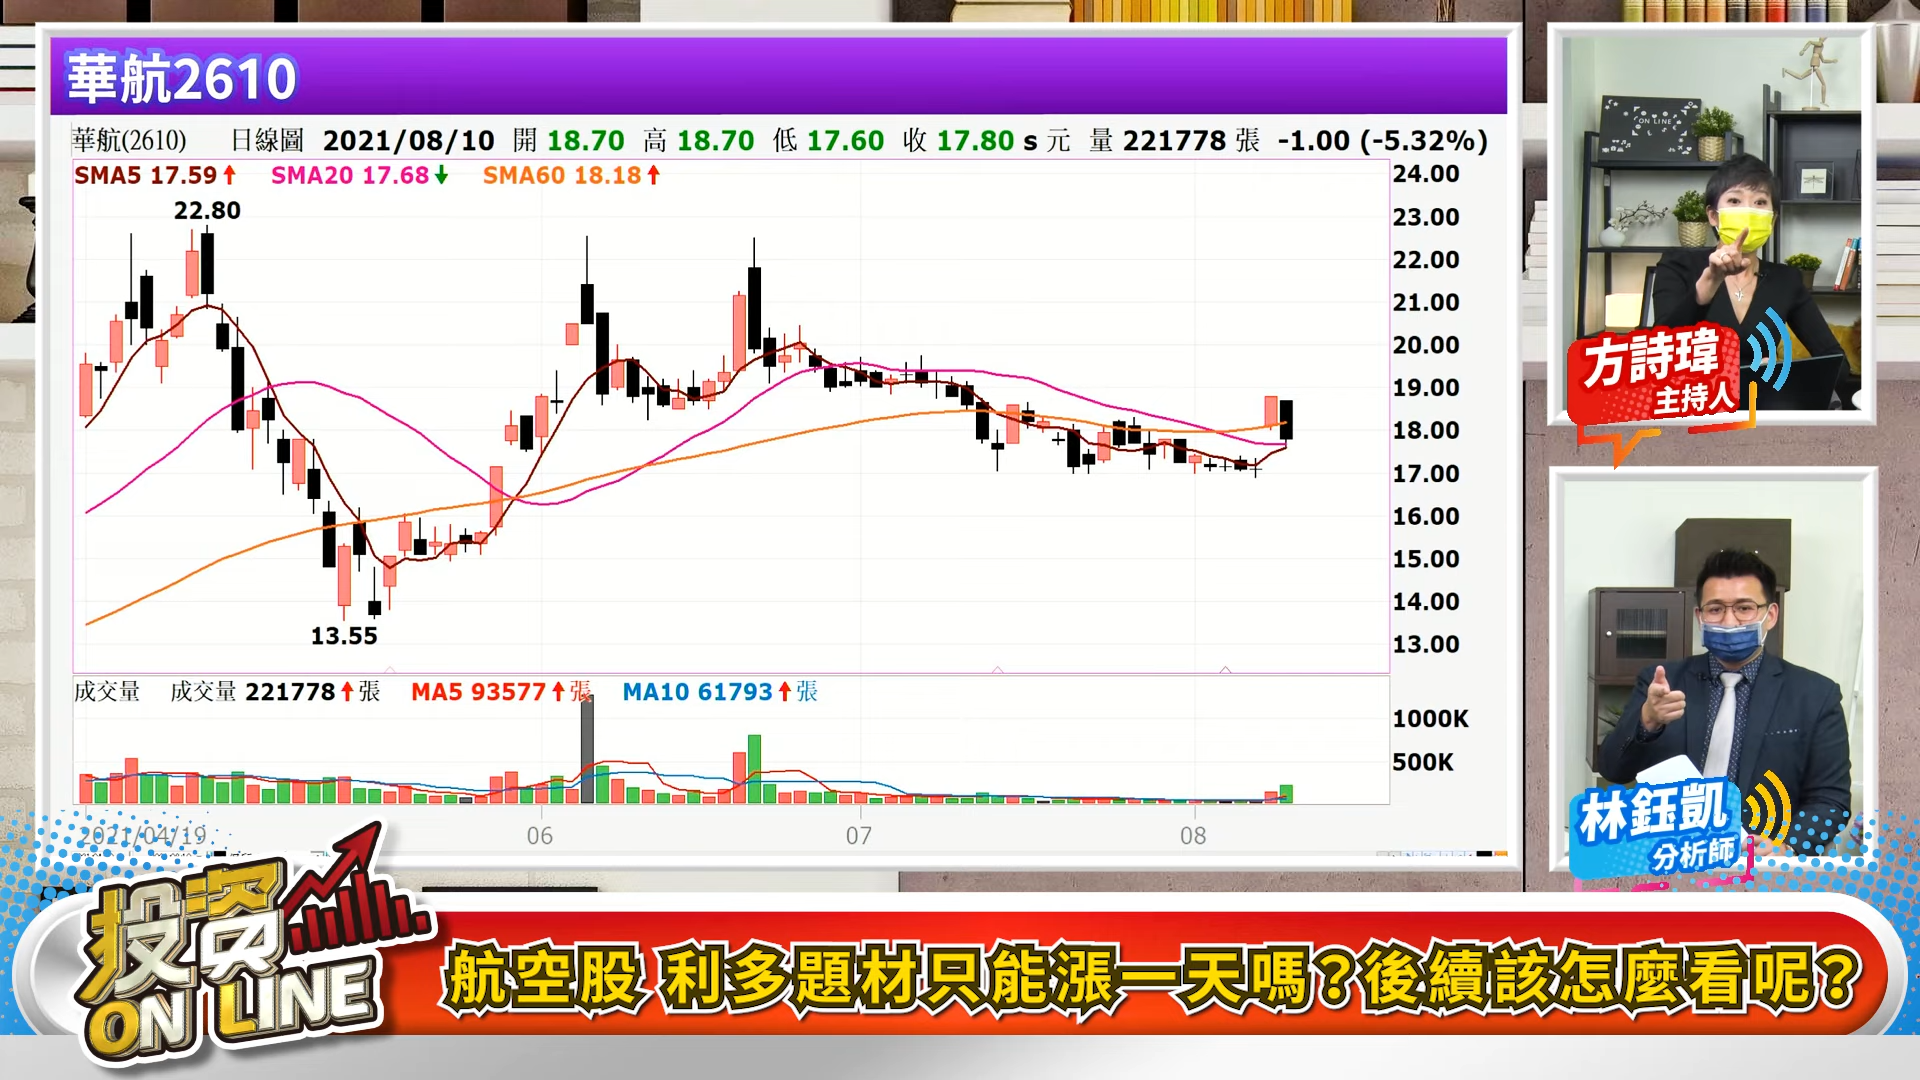 華航2610
華航(2610) 日線圖 2021/08/10 開 18.70 高 18.70 低 17.60 收 17.80 s 元 量 221778 張 -1.00 (-5.32%)
SMA5 17.59↑ SMA20 17.68↓ SMA60 18.18↑
22.80
13.55
24.00
23.00
22.00
21.00
20.00
19.00
18.00
17.00
16.00
15.00
14.00
13.00
成交量 成交量 221778↑張 MA5 93577↑張 MA10 61793↑張
1000K
500K
2021/04/19 06 07 08
ON LINE
方詩瑋
主持人
林鈺凱
分析師
投資
ON LINE
航空股 利多題材只能漲一天嗎？後續該怎麼看呢？